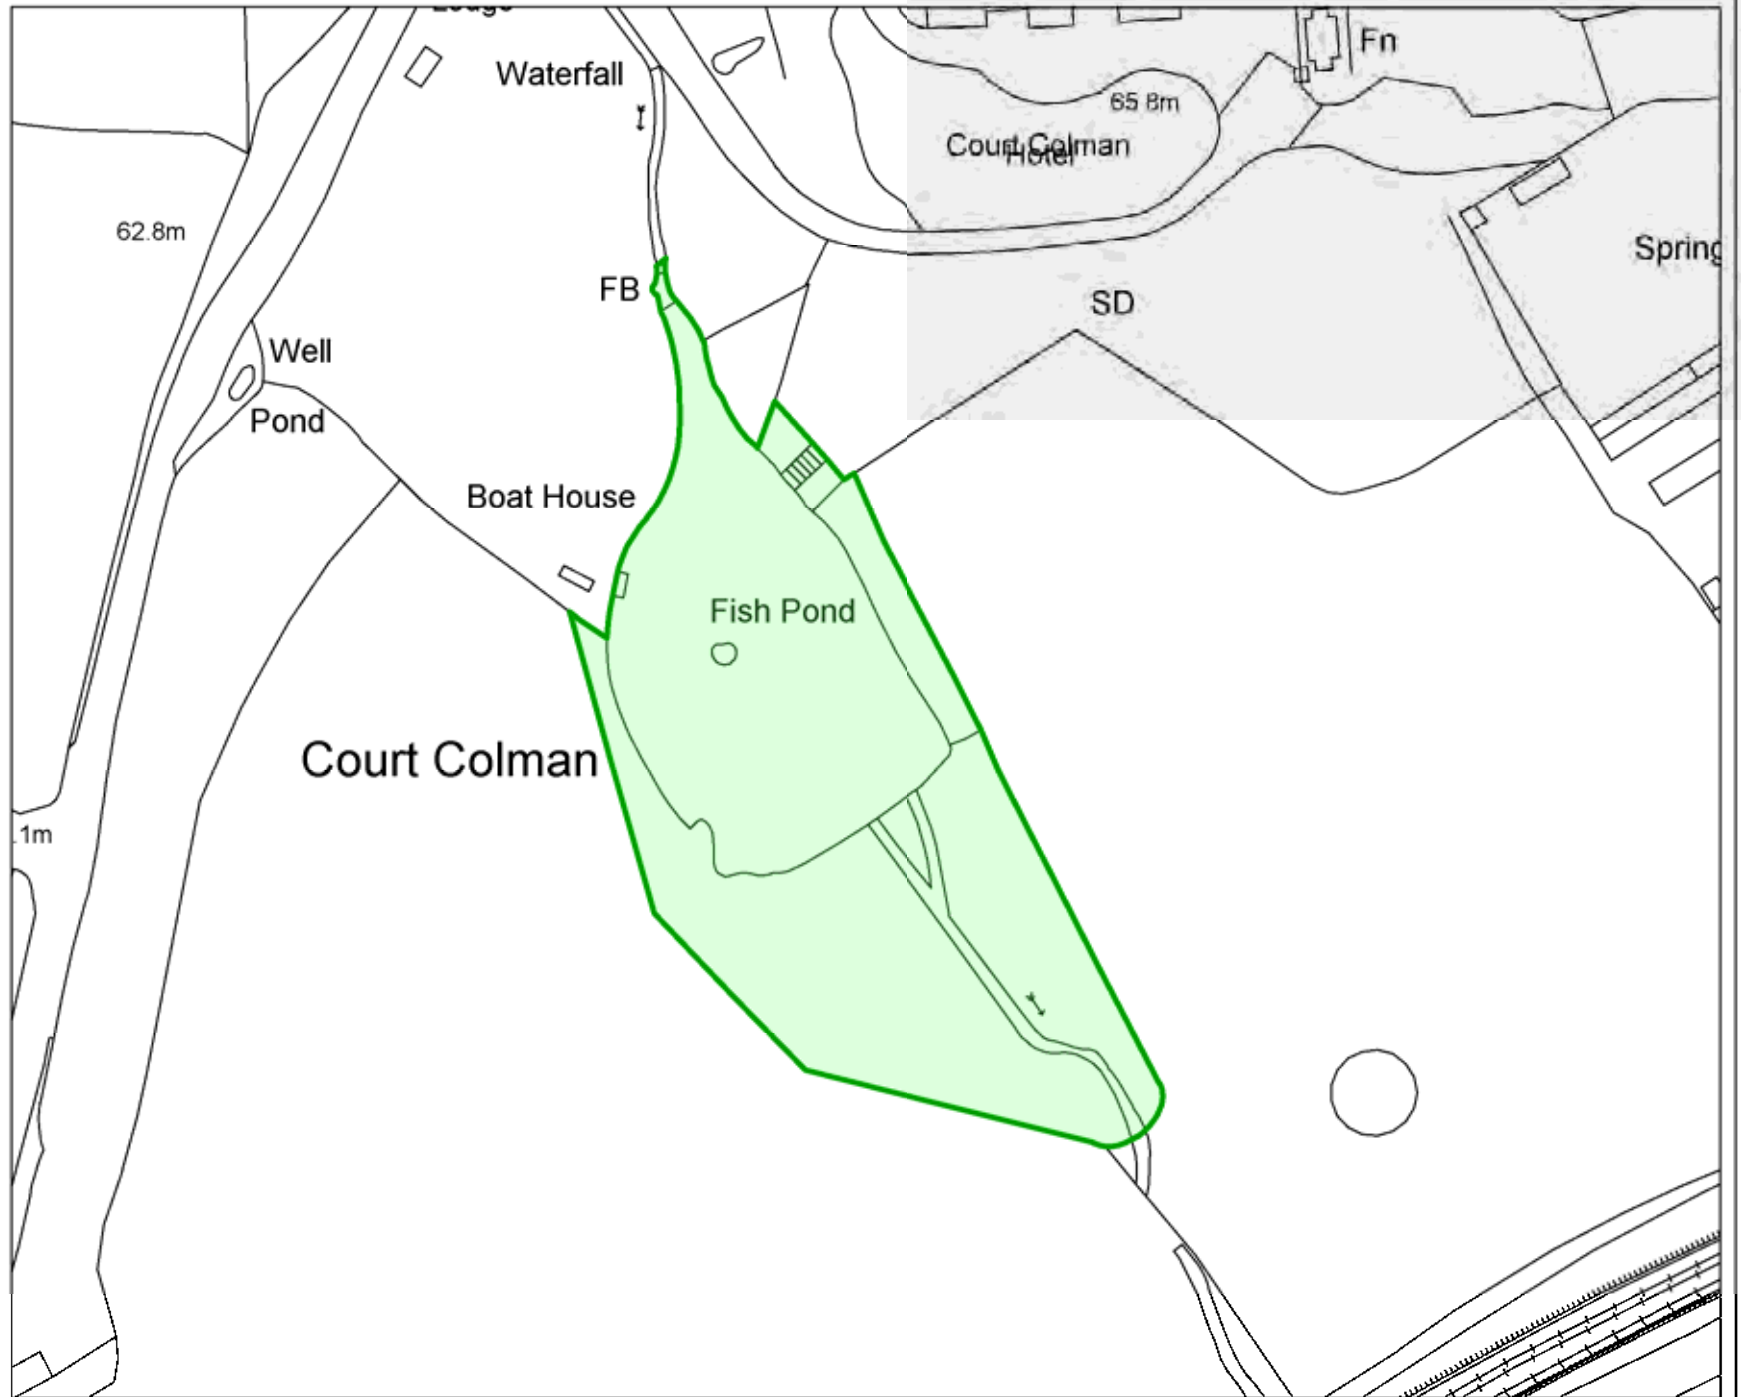 Lodge
Waterfall
Fn
65.8m
Court Colman
Hotel
62.8m
Spring
FB
SD
Well
Pond
Boat House
Fish Pond
Court Colman
.1m